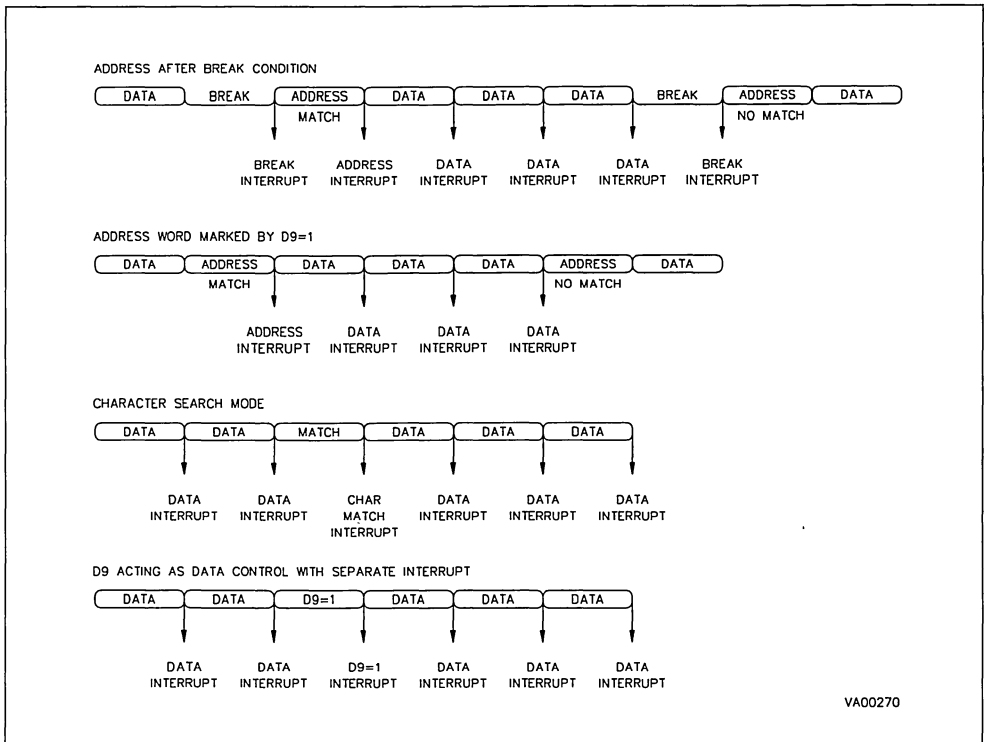 ADDRESS AFTER BREAK CONDITION
DATA BREAK ADDRESS DATA DATA DATA BREAK ADDRESS DATA
MATCH NO MATCH
BREAK ADDRESS DATA DATA DATA BREAK
INTERRUPT INTERRUPT INTERRUPT INTERRUPT INTERRUPT INTERRUPT
ADDRESS WORD MARKED BY D9=1
DATA ADDRESS DATA DATA DATA ADDRESS DATA
MATCH NO MATCH
ADDRESS DATA DATA DATA
INTERRUPT INTERRUPT INTERRUPT INTERRUPT
CHARACTER SEARCH MODE
DATA DATA MATCH DATA DATA DATA
DATA DATA CHAR DATA DATA DATA
INTERRUPT INTERRUPT MATCH INTERRUPT INTERRUPT INTERRUPT
INTERRUPT
D9 ACTING AS DATA CONTROL WITH SEPARATE INTERRUPT
DATA DATA D9=1 DATA DATA DATA
DATA DATA D9=1 DATA DATA DATA
INTERRUPT INTERRUPT INTERRUPT INTERRUPT INTERRUPT INTERRUPT
VA00270